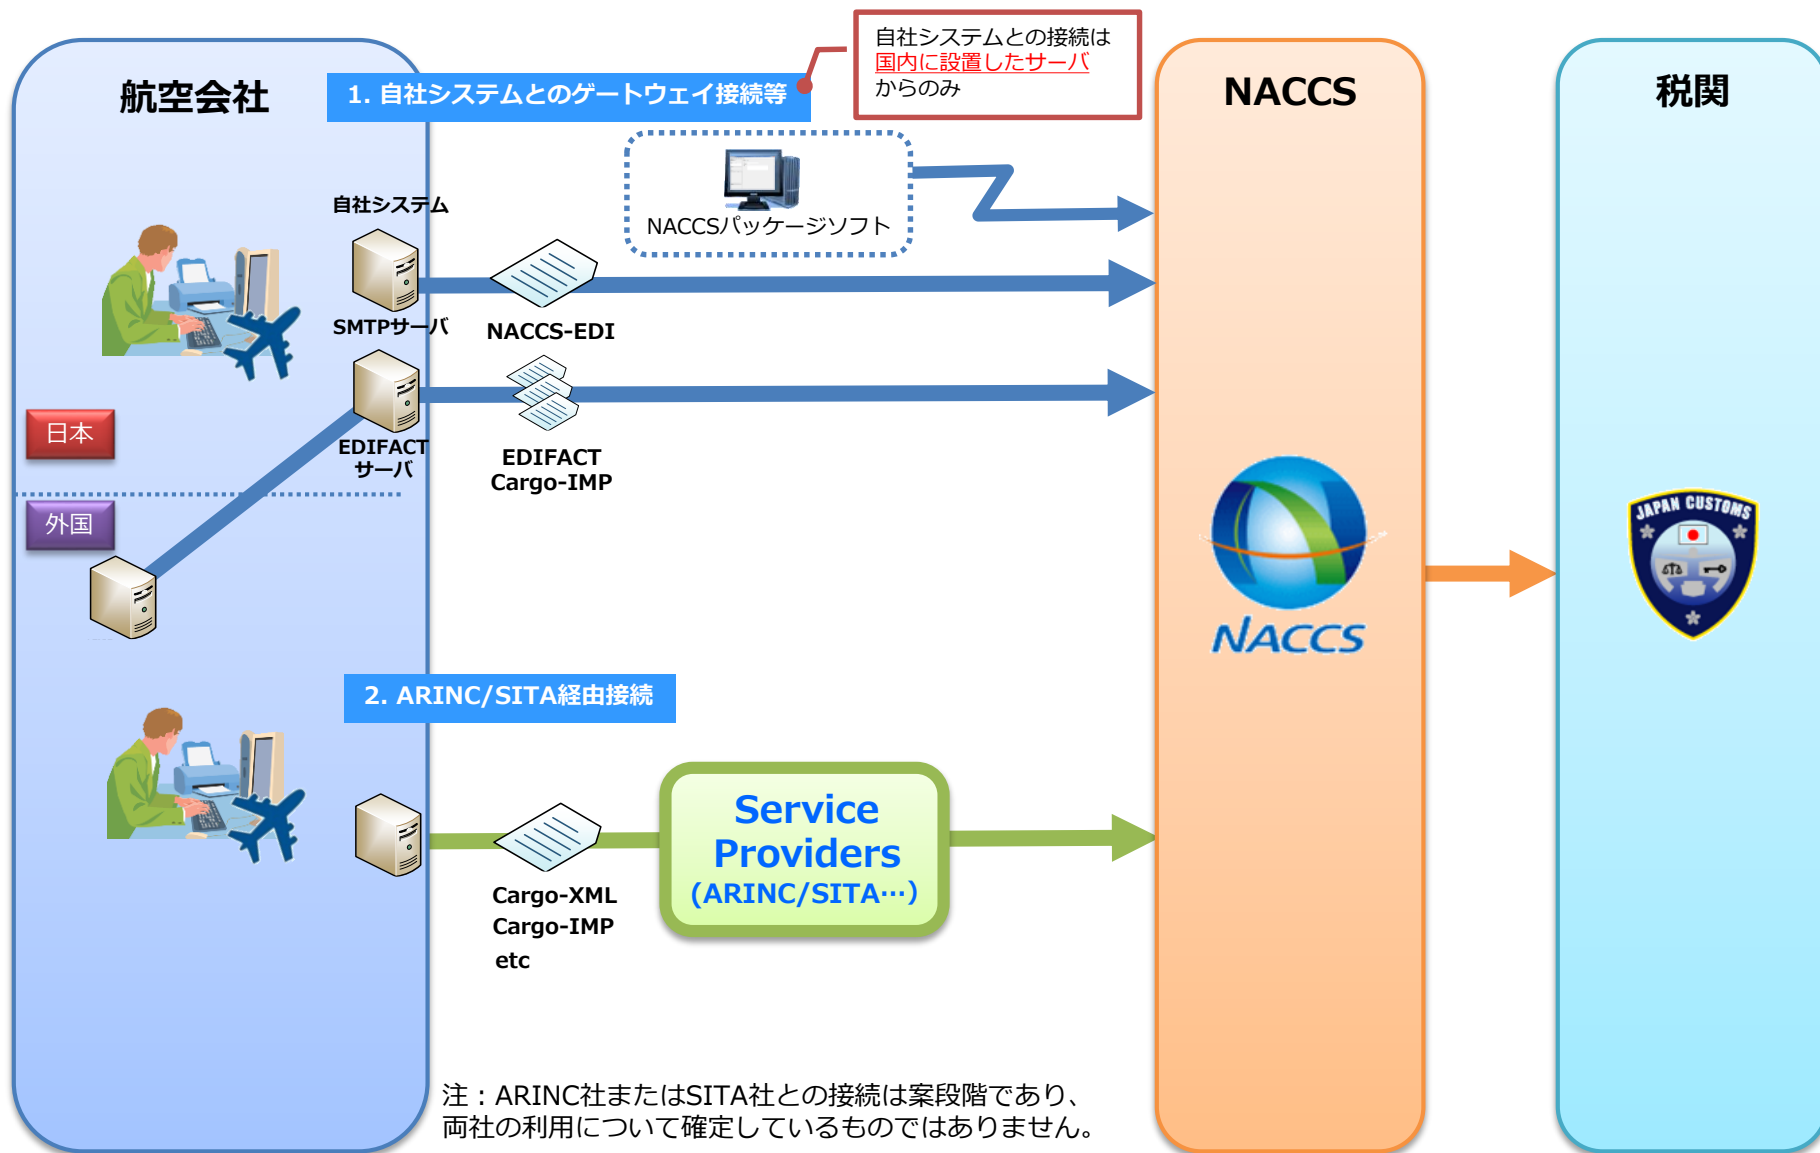 航空会社
1. 自社システムとのゲートウェイ接続等
自社システムとの接続は
国内に設置したサーバ
からのみ
NACCS
税関
NACCSパッケージソフト
自社システム
SMTPサーバ
NACCS-EDI
日本
EDIFACT
サーバ
EDIFACT
Cargo-IMP
外国
NACCS
JAPAN CUSTOMS
2. ARINC/SITA経由接続
Service
Providers
(ARINC/SITA…)
Cargo-XML
Cargo-IMP
etc
注：ARINC社またはSITA社との接続は案段階であり、
両社の利用について確定しているものではありません。